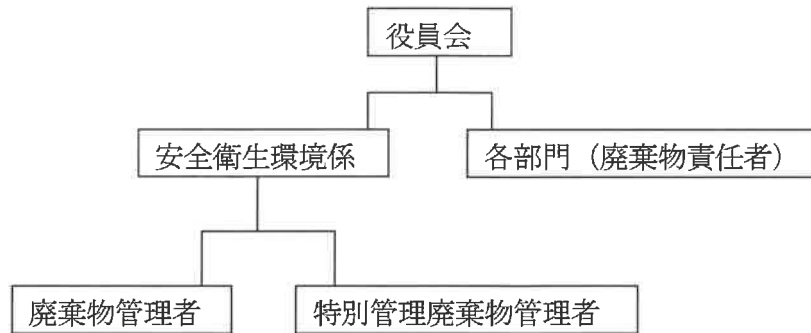 役員会
安全衛生環境係
各部門（廃棄物責任者）
廃棄物管理者
特別管理廃棄物管理者